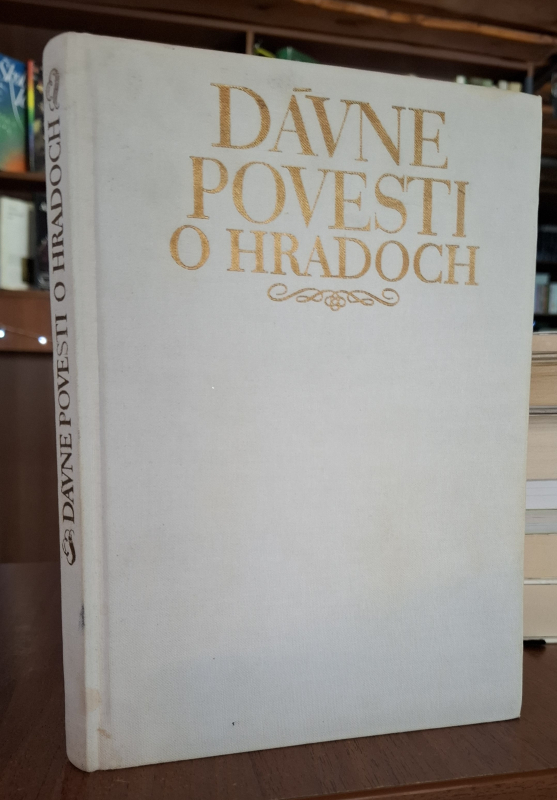 DÁVNE
POVESTI
O HRADOCH
DÁVNE POVESTI O HRADOCH